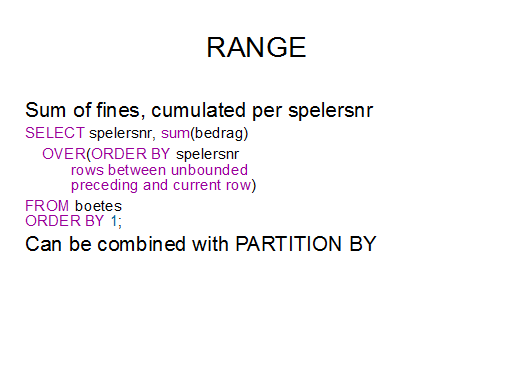 RANGE
Sum of fines, cumulated per spelersnr
SELECT spelersnr, sum(bedrag)
OVER(ORDER BY spelersnr
rows between unbounded
preceding and current row)
FROM boetes
ORDER BY 1;
Can be combined with PARTITION BY